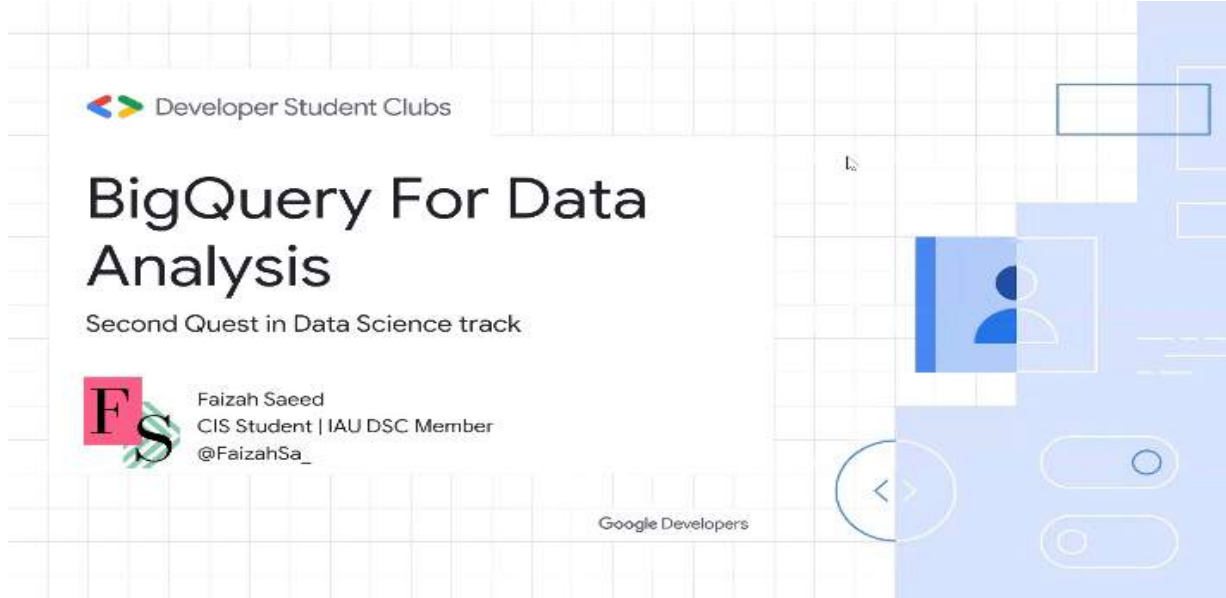 Developer Student Clubs
BigQuery For Data
Analysis
Second Quest in Data Science track
F
S
Faizah Saeed
CIS Student | IAU DSC Member
@FaizahSa_
Google Developers